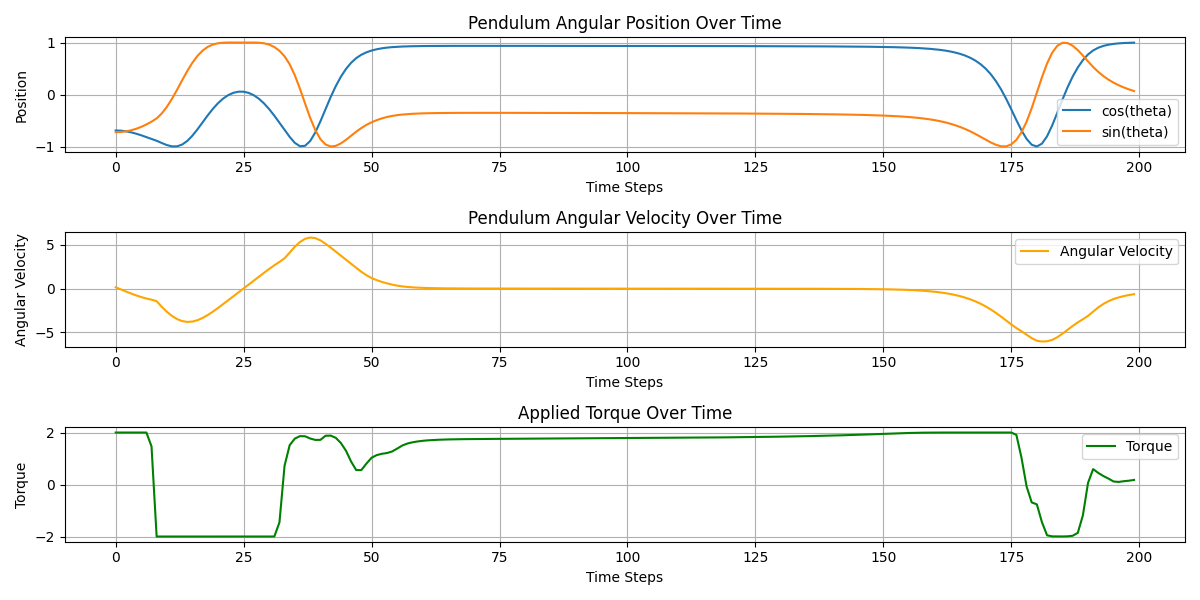 Pendulum Angular Position Over Time
1
0
−1
Position
cos(theta)
sin(theta)
0 25 50 75 100 125 150 175 200
Time Steps
Pendulum Angular Velocity Over Time
5
0
−5
Angular Velocity
Angular Velocity
0 25 50 75 100 125 150 175 200
Time Steps
Applied Torque Over Time
2
0
−2
Torque
Torque
0 25 50 75 100 125 150 175 200
Time Steps